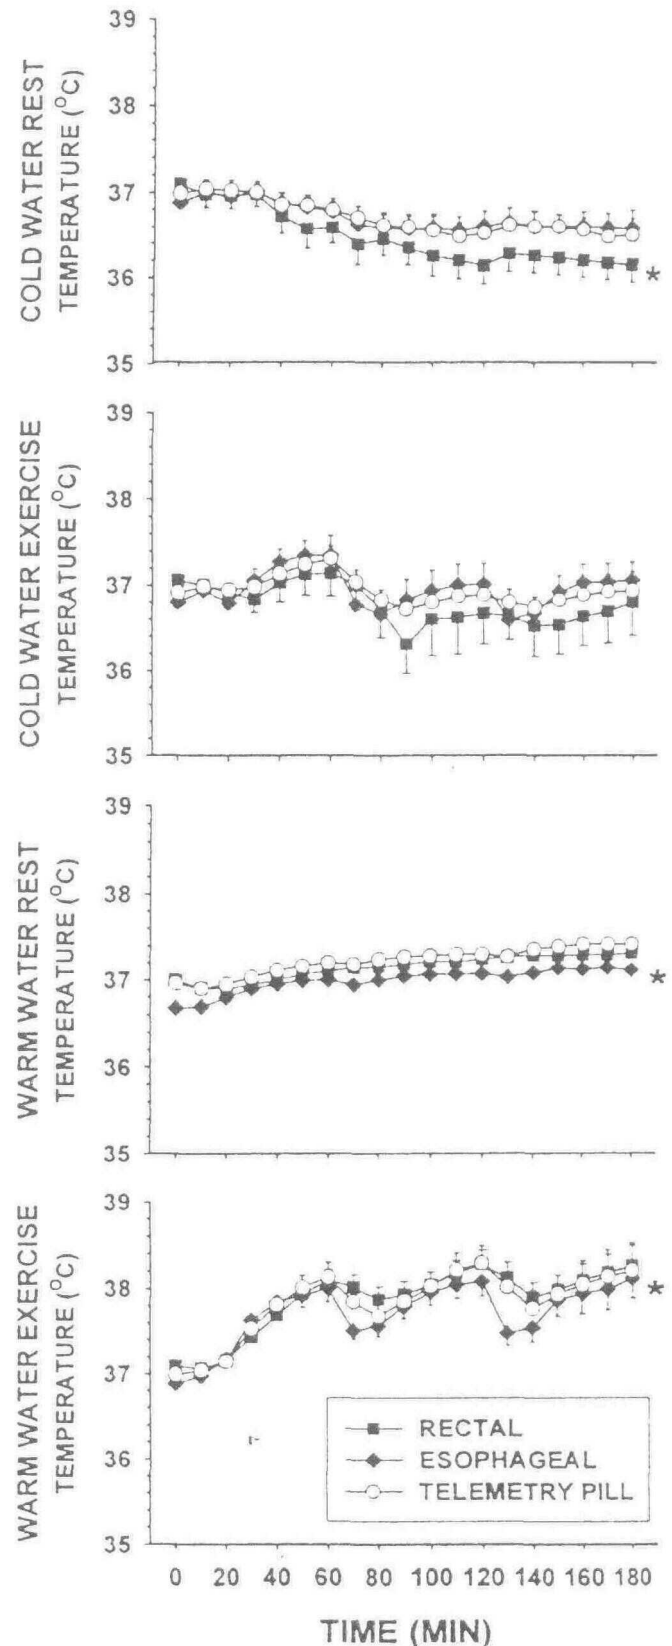 COLD WATER REST
TEMPERATURE (°C)
39
38
37
36
35
*
COLD WATER EXERCISE
TEMPERATURE (°C)
39
38
37
36
35
WARM WATER REST
TEMPERATURE (°C)
39
38
37
36
35
*
WARM WATER EXERCISE
TEMPERATURE (°C)
39
38
37
36
35
*
RECTAL
ESOPHAGEAL
TELEMETRY PILL
0 20 40 60 80 100 120 140 160 180
TIME (MIN)